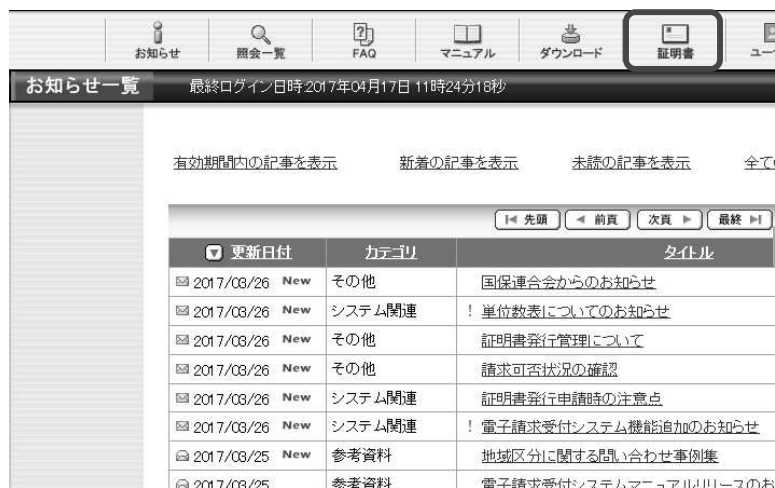 お知らせ
照会一覧
FAQ
マニュアル
ダウンロード
証明書
ユー
お知らせ一覧
最終ログイン日時:2017年04月17日 11時24分18秒
有効期間内の記事を表示 新着の記事を表示 未読の記事を表示 全て
先頭 前頁 次頁 最終
更新日付 カテゴリ タイトル
2017/03/26 New その他 国保連合会からのお知らせ
2017/03/26 New システム関連 ! 単位数表についてのお知らせ
2017/03/26 New その他 証明書発行管理について
2017/03/26 New その他 請求可否状況の確認
2017/03/26 New システム関連 証明書発行申請時の注意点
2017/03/26 New システム関連 ! 電子請求受付システム機能追加のお知らせ
2017/03/25 New 参考資料 地域区分に関する問い合わせ事例集
2017/03/25 参考資料 電子請求受付システムマニュアルリリースのお